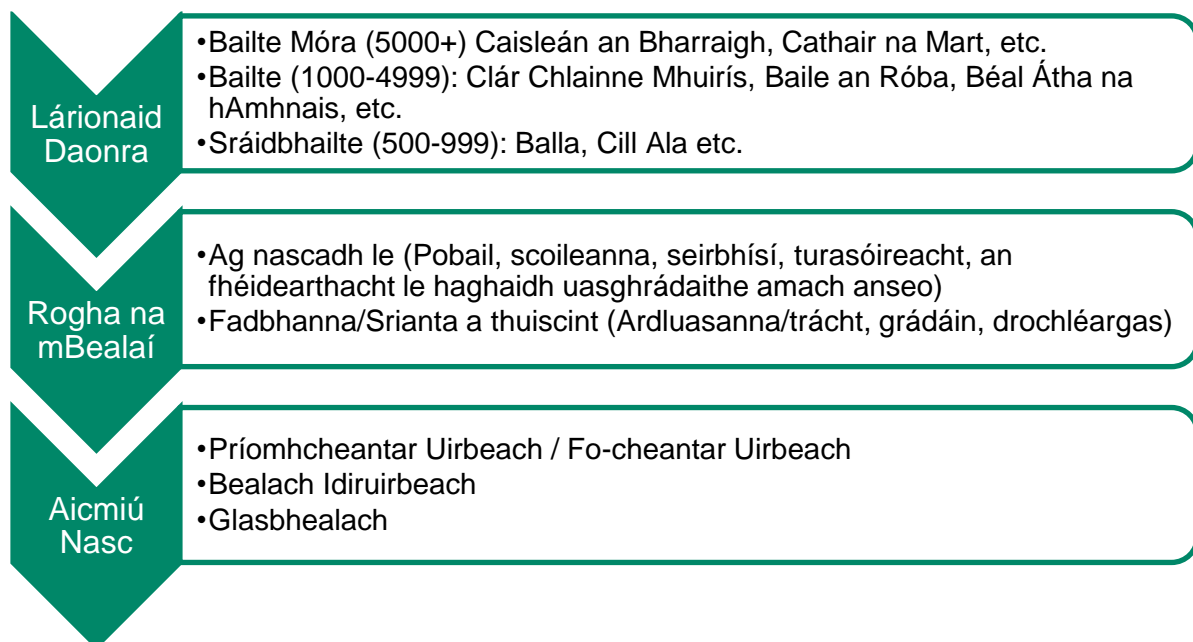 Lárionaid
Daonra
•Bailte Móra (5000+) Caisleán an Bharraigh, Cathair na Mart, etc.
•Bailte (1000-4999): Clár Chlainne Mhuirís, Baile an Róba, Béal Átha na
hAmhnais, etc.
•Sráidbhailte (500-999): Balla, Cill Ala etc.
Rogha na
mBealaí
•Ag nascadh le (Pobail, scoileanna, seirbhísí, turasóireacht, an
fhéidearthacht le haghaidh uasghrádaithe amach anseo)
•Fadbhanna/Srianta a thuiscint (Ardluasanna/trácht, grádáin, drochléargas)
Aicmiú
Nasc
•Príomhcheantar Uirbeach / Fo-cheantar Uirbeach
•Bealach Idiruirbeach
•Glasbhealach